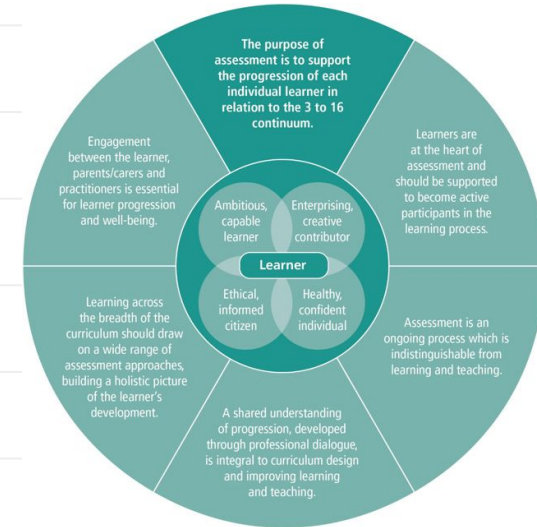 The purpose of
assessment is to support
the progression of each
individual learner in
relation to the 3 to 16
continuum.
Learners are
at the heart of
assessment and
should be supported
to become active
participants in the
learning process.
Assessment is an
ongoing process which is
indistinguishable from
learning and teaching.
A shared understanding
of progression, developed
through professional dialogue,
is integral to curriculum design
and improving learning
and teaching.
Learning across
the breadth of the
curriculum should draw
on a wide range of
assessment approaches,
building a holistic picture
of the learner's
development.
Engagement
between the learner,
parents/carers and
practitioners is essential
for learner progression
and well-being.
Ambitious,
capable
learner
Enterprising,
creative
contributor
Learner
Ethical,
informed
citizen
Healthy,
confident
individual